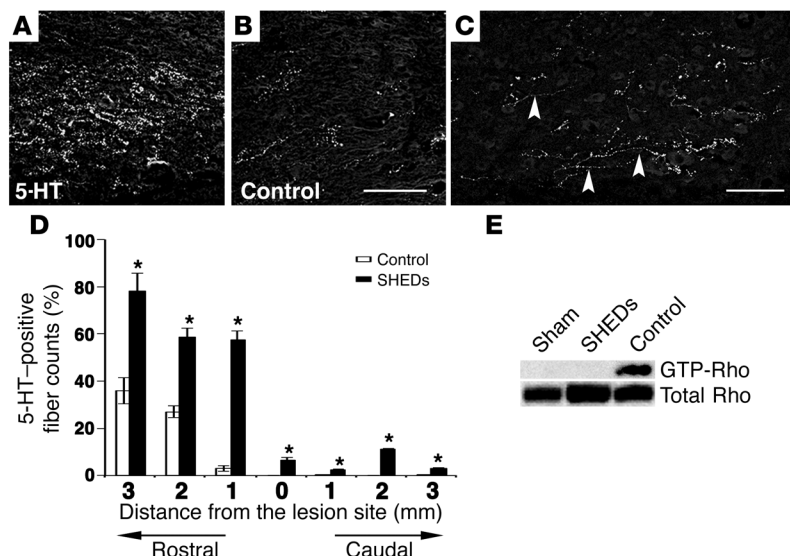 A
B
C
5-HT
Control
D
E
100
80
60
40
20
0
5-HT–positive
fiber counts (%)
Control
SHEDs
*
*
*
*
*
*
*
3 2 1 0 1 2 3
Distance from the lesion site (mm)
Rostral
Caudal
Sham
SHEDs
Control
GTP-Rho
Total Rho